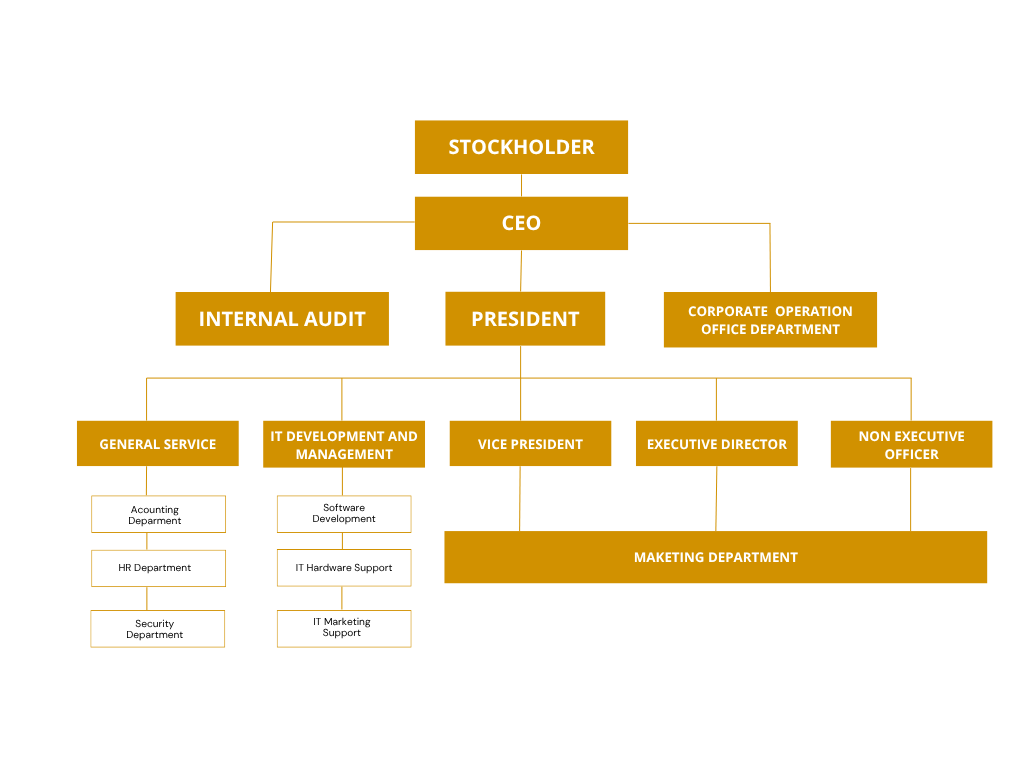 STOCKHOLDER
CEO
INTERNAL AUDIT
PRESIDENT
CORPORATE  OPERATION
OFFICE DEPARTMENT
GENERAL SERVICE
IT DEVELOPMENT AND
MANAGEMENT
VICE PRESIDENT
EXECUTIVE DIRECTOR
NON EXECUTIVE
OFFICER
Acounting
Deparment
Software
Development
HR Department
IT Hardware Support
MAKETING DEPARTMENT
Security
Department
IT Marketing
Support